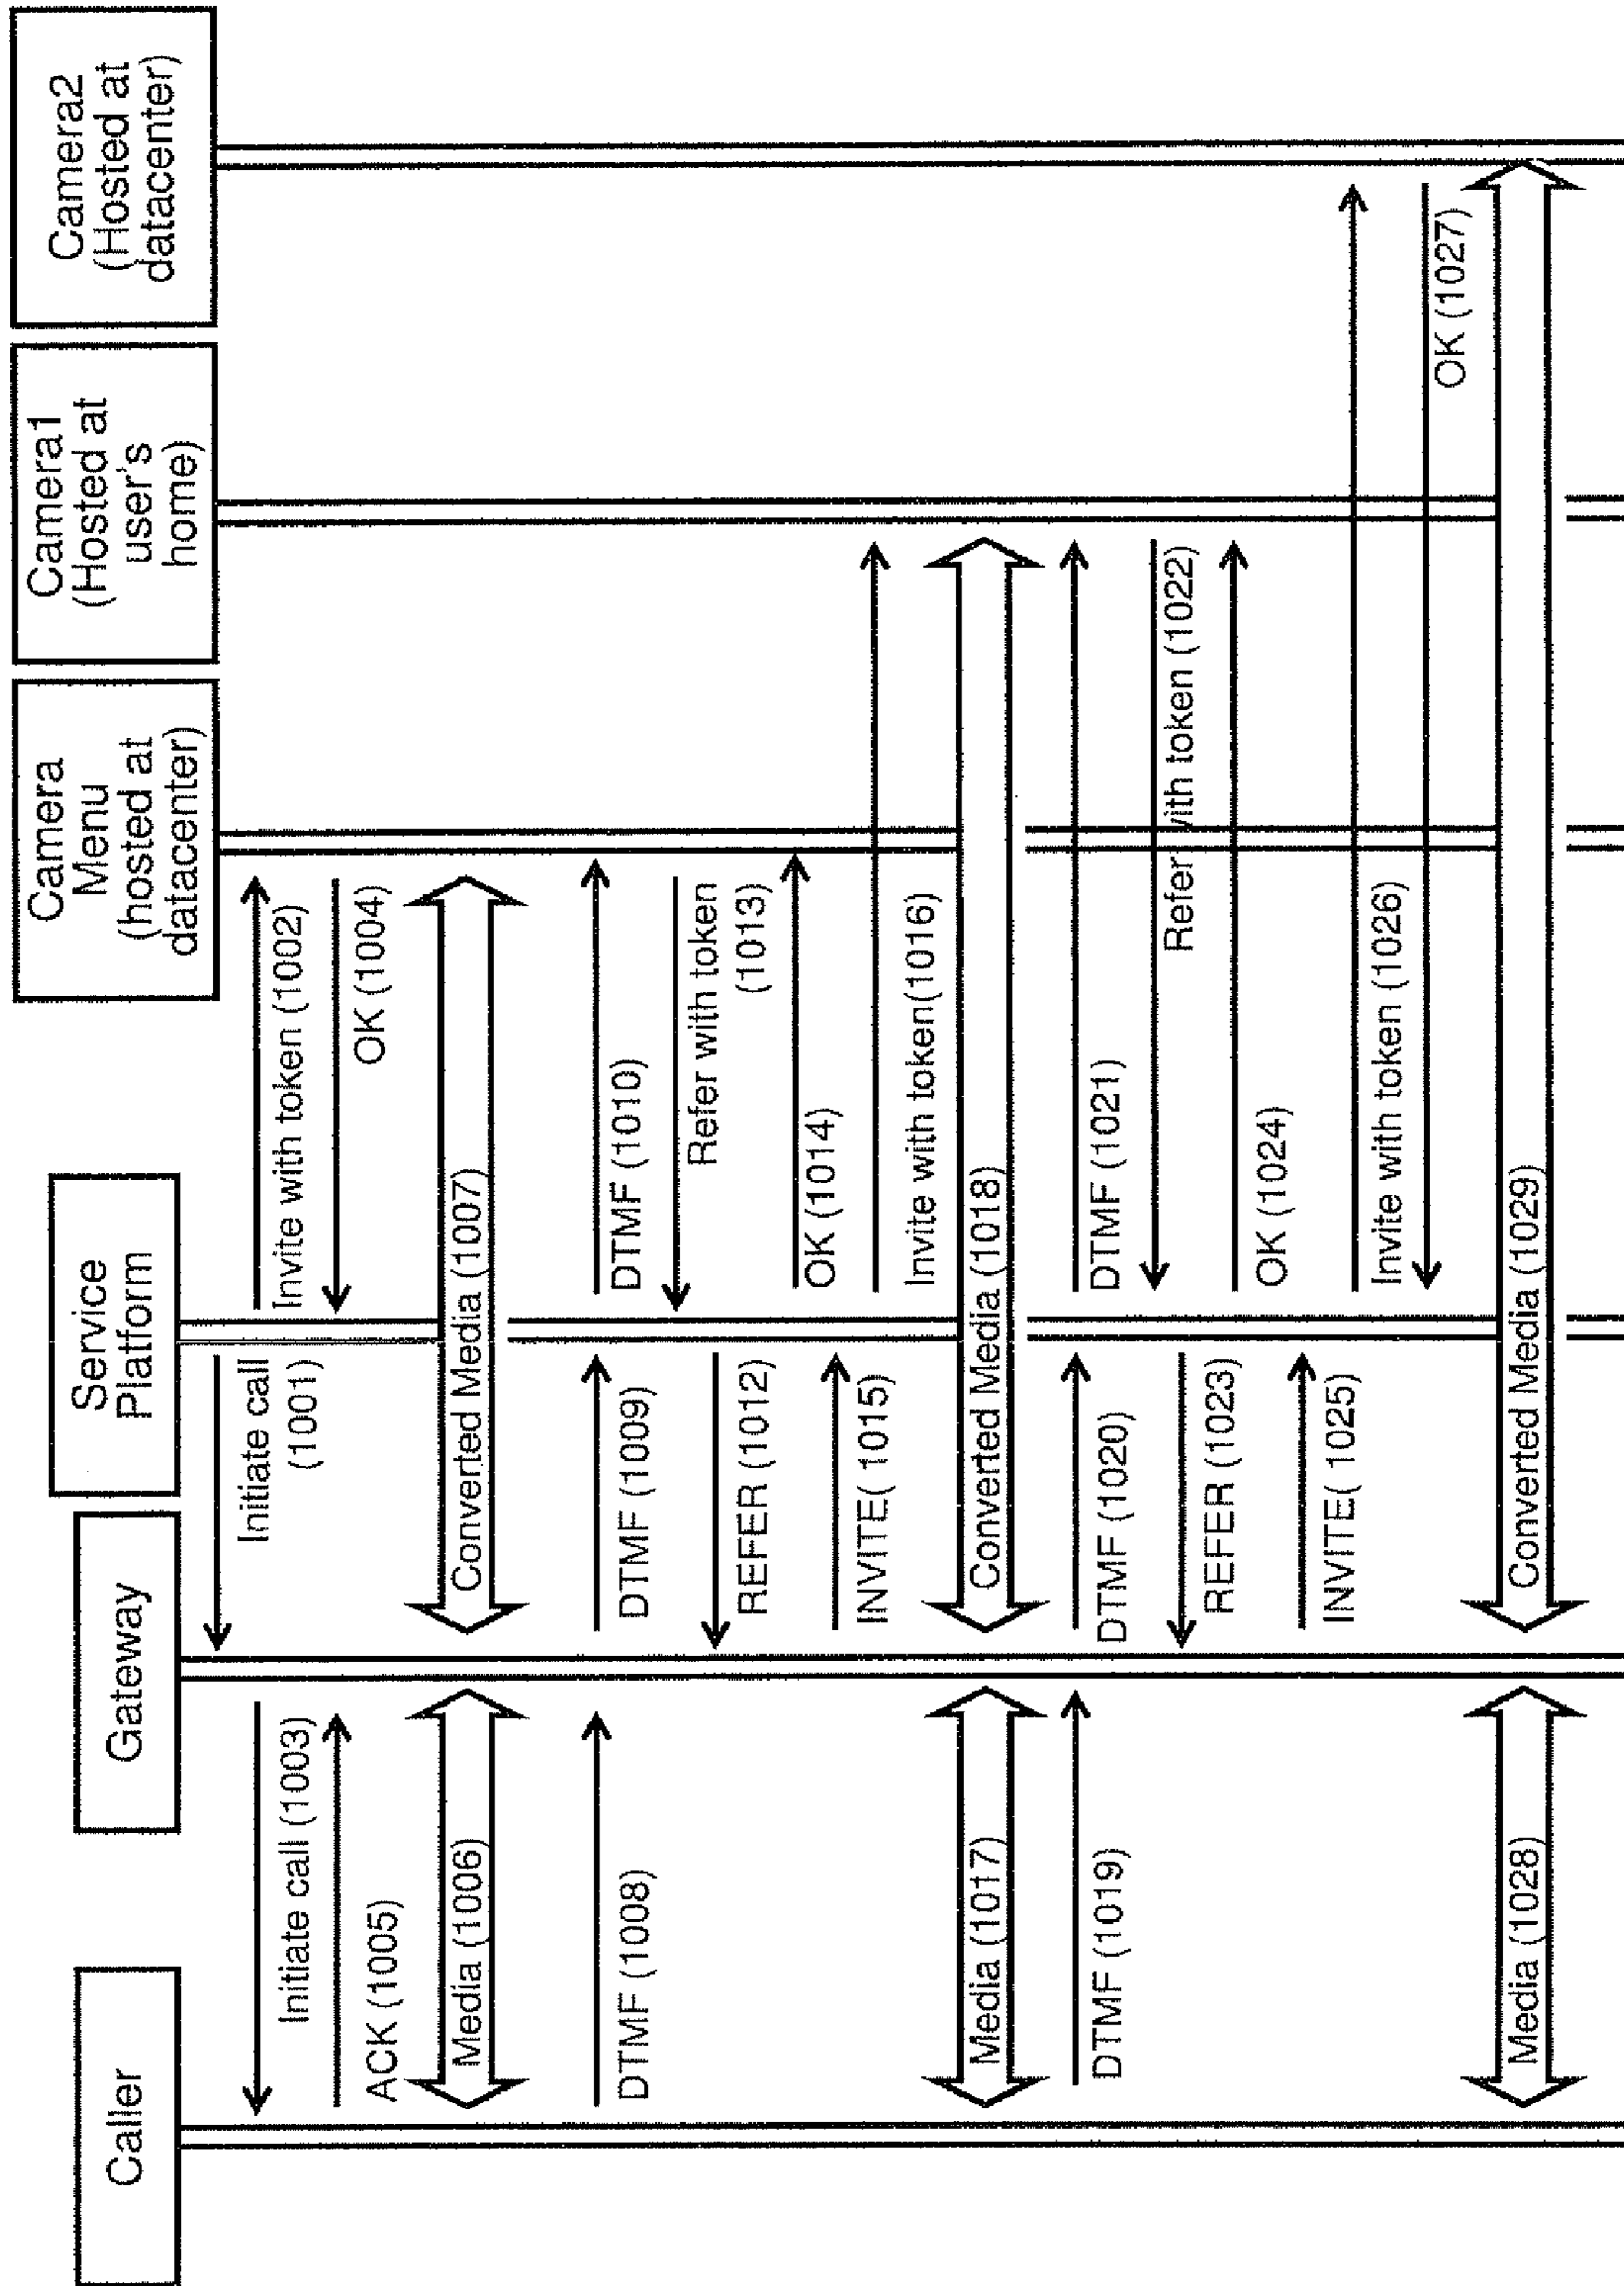 Caller
Gateway
Service
Platform
Camera
Menu
(hosted at
datacenter)
Camera1
(Hosted at
user's
home)
Camera2
(Hosted at
datacenter)
Initiate call
(1001)
Invite with token (1002)
Initiate call (1003)
OK (1004)
ACK (1005)
Media (1006)
Converted Media (1007)
DTMF (1008)
DTMF (1009)
DTMF (1010)
REFER (1012)
Refer with token
(1013)
OK (1014)
INVITE( 1015)
Invite with token(1016)
Media (1017)
Converted Media (1018)
DTMF (1019)
DTMF (1020)
DTMF (1021)
Refer with token (1022)
REFER (1023)
OK (1024)
INVITE( 1025)
Invite with token (1026)
OK (1027)
Media (1028)
Converted Media (1029)